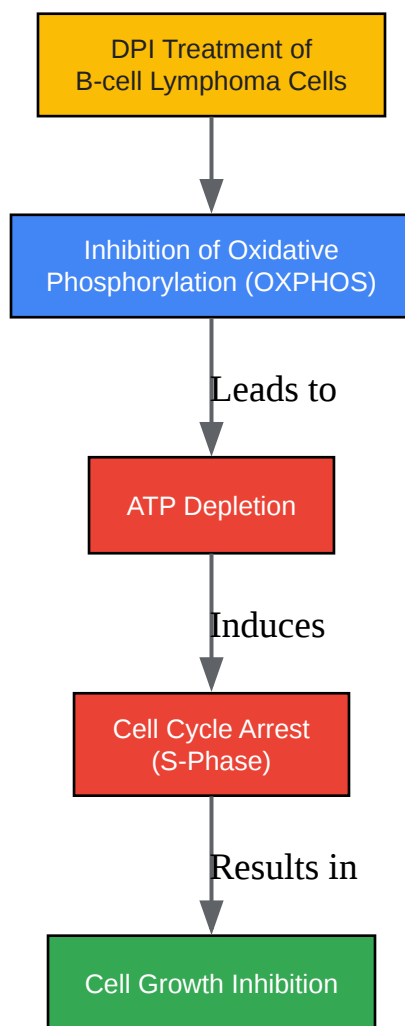 DPI Treatment of
B-cell Lymphoma Cells
Inhibition of Oxidative
Phosphorylation (OXPHOS)
Leads to
ATP Depletion
Induces
Cell Cycle Arrest
(S-Phase)
Results in
Cell Growth Inhibition